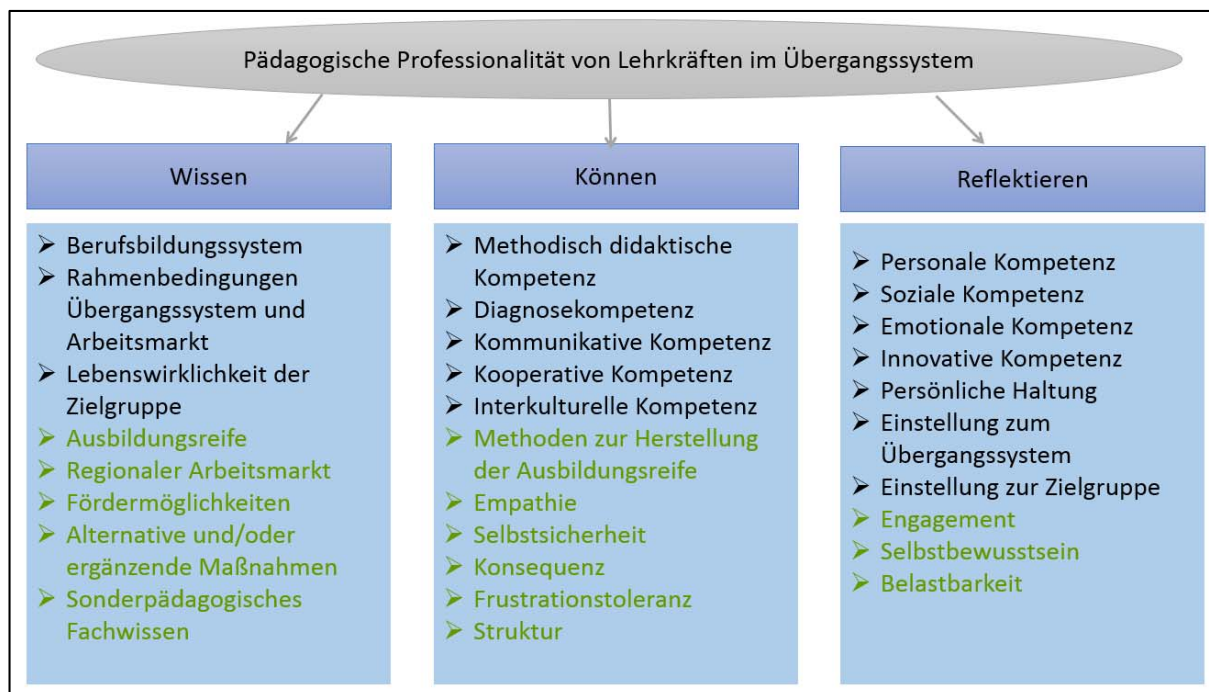 Pädagogische Professionalität von Lehrkräften im Übergangssystem
Wissen
➢ Berufsbildungssystem
➢ Rahmenbedingungen
Übergangssystem und
Arbeitsmarkt
➢ Lebenswirklichkeit der
Zielgruppe
➢ Ausbildungsreife
➢ Regionaler Arbeitsmarkt
➢ Fördermöglichkeiten
➢ Alternative und/oder
ergänzende Maßnahmen
➢ Sonderpädagogisches
Fachwissen
Können
➢ Methodisch didaktische
Kompetenz
➢ Diagnosekompetenz
➢ Kommunikative Kompetenz
➢ Kooperative Kompetenz
➢ Interkulturelle Kompetenz
➢ Methoden zur Herstellung
der Ausbildungsreife
➢ Empathie
➢ Selbstsicherheit
➢ Konsequenz
➢ Frustrationstoleranz
➢ Struktur
Reflektieren
➢ Personale Kompetenz
➢ Soziale Kompetenz
➢ Emotionale Kompetenz
➢ Innovative Kompetenz
➢ Persönliche Haltung
➢ Einstellung zum
Übergangssystem
➢ Einstellung zur Zielgruppe
➢ Engagement
➢ Selbstbewusstsein
➢ Belastbarkeit